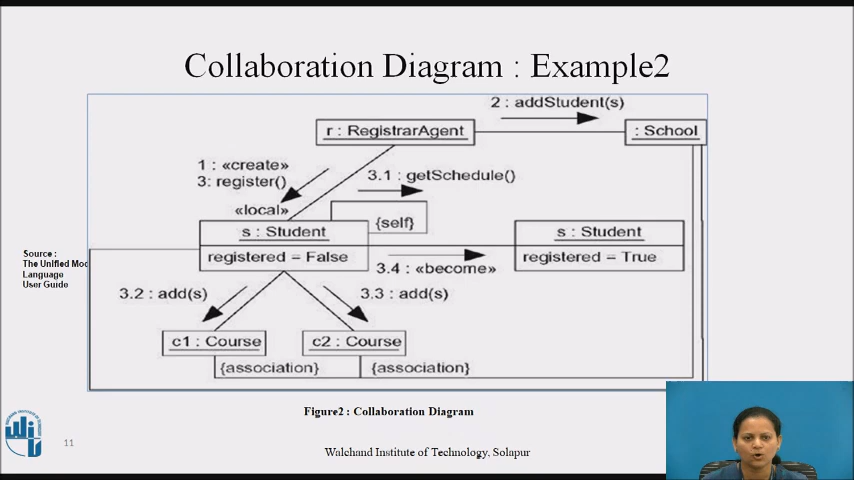 Collaboration Diagram : Example2
2 : addStudent(s)
r : RegistrarAgent
: School
1 : «create»
3: register()
3.1 : getSchedule()
«local»
{self}
s : Student
registered = False
s : Student
registered = True
3.4 : «become»
Source :
The Unified Mod
Language
User Guide
3.2 : add(s)
3.3 : add(s)
c1 : Course
c2 : Course
{association}
{association}
Figure2 : Collaboration Diagram
11
Walchand Institute of Technology, Solapur